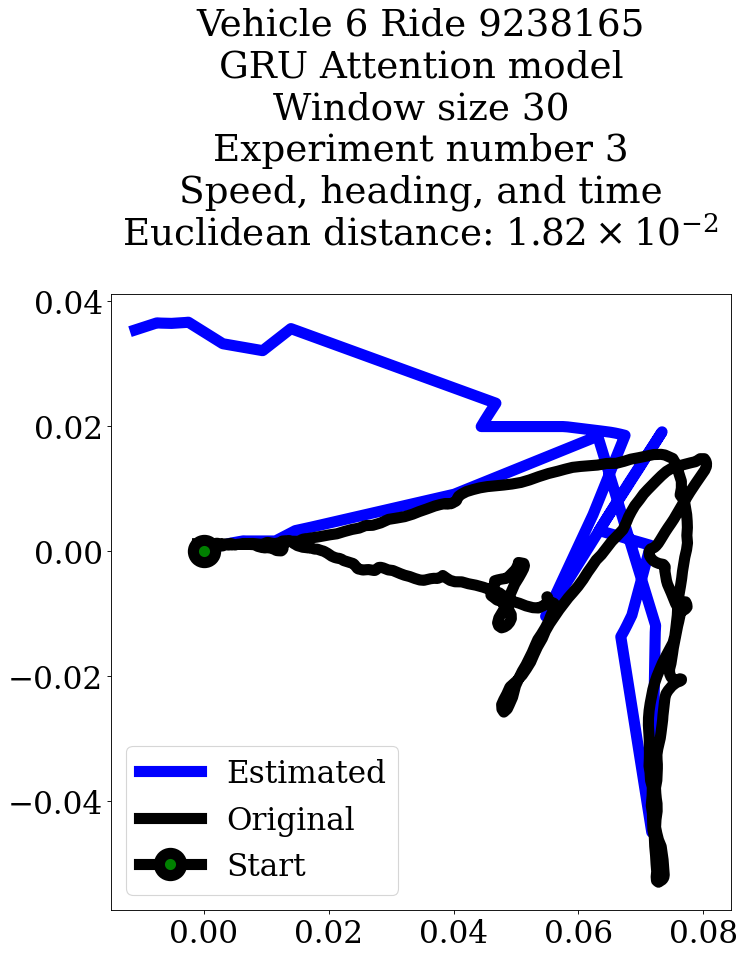 Vehicle 6 Ride 9238165
GRU Attention model
Window size 30
Experiment number 3
Speed, heading, and time
Euclidean distance: 1.82 × 10⁻²
0.04
0.02
0.00
−0.02
−0.04
Estimated
Original
Start
0.00 0.02 0.04 0.06 0.08